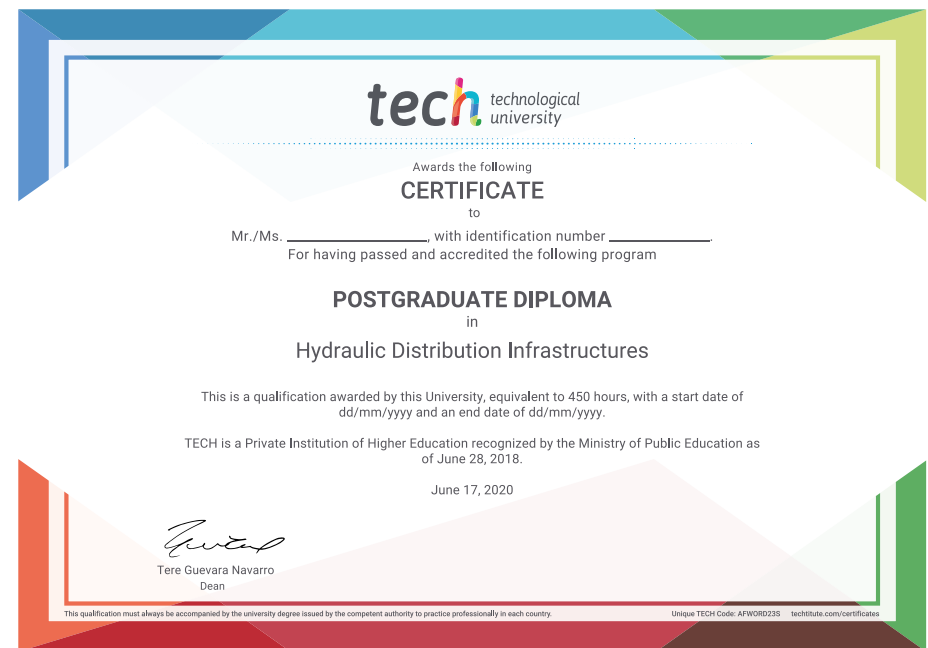 tech technological
university
Awards the following
CERTIFICATE
to
Mr./Ms. ____________________, with identification number ______________.
For having passed and accredited the following program
POSTGRADUATE DIPLOMA
in
Hydraulic Distribution Infrastructures
This is a qualification awarded by this University, equivalent to 450 hours, with a start date of
dd/mm/yyyy and an end date of dd/mm/yyyy.
TECH is a Private Institution of Higher Education recognized by the Ministry of Public Education as
of June 28, 2018.
June 17, 2020
Tere Guevara Navarro
Dean
This qualification must always be accompanied by the university degree issued by the competent authority to practice professionally in each country. Unique TECH Code: AFWORD23S techtitute.com/certificates